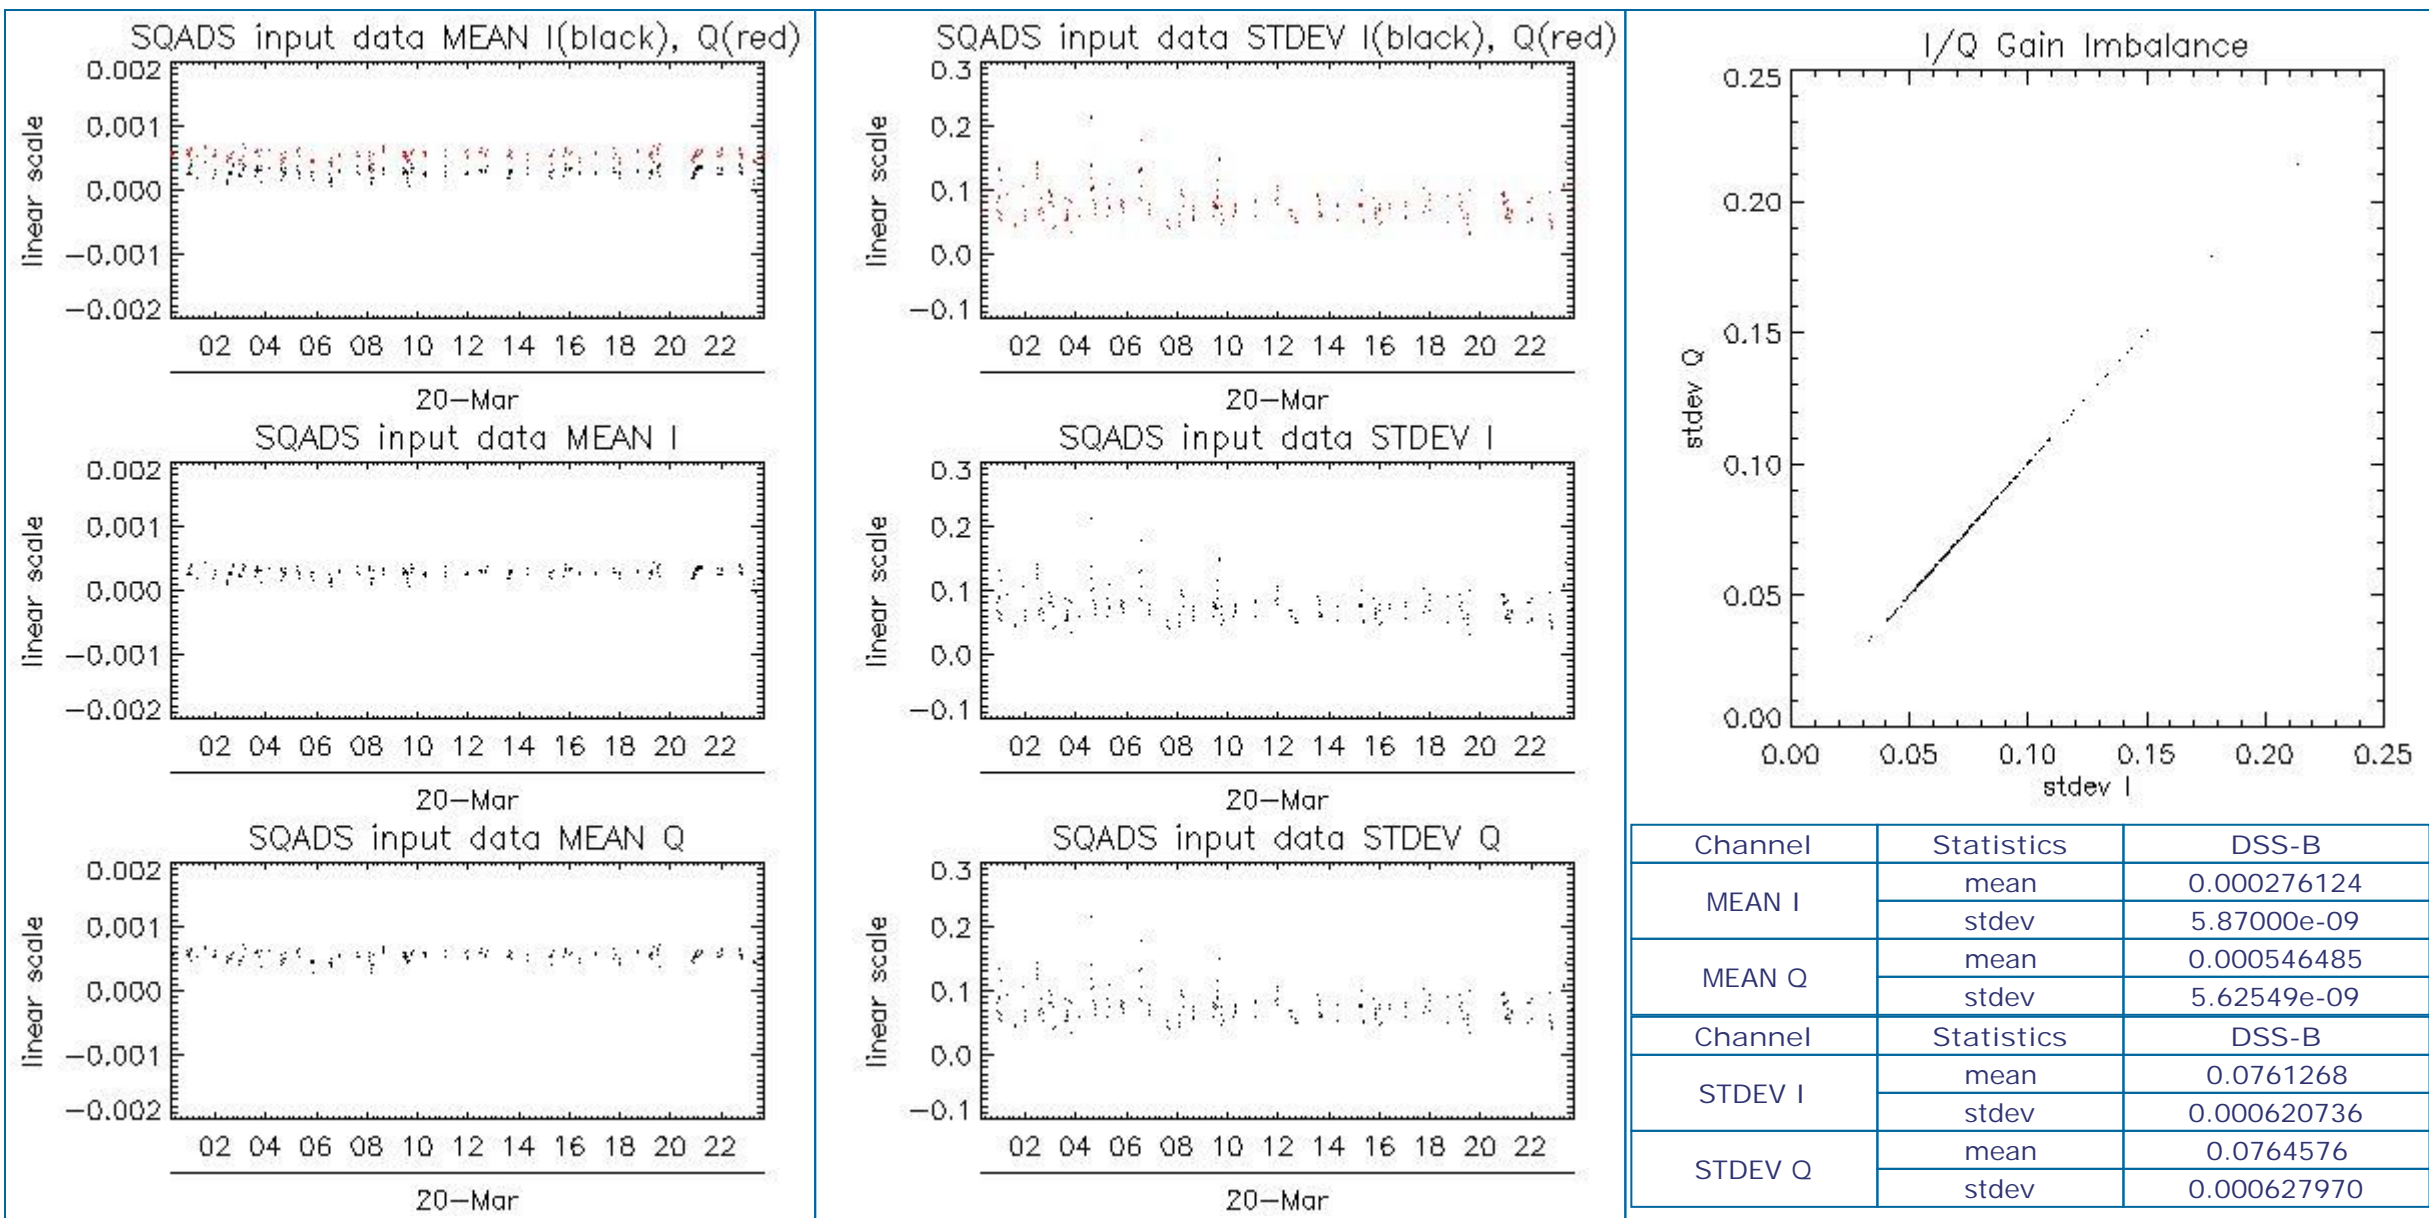 SQADS input data MEAN I(black), Q(red)
0.002
0.001
0.000
−0.001
−0.002
linear scale
02 04 06 08 10 12 14 16 18 20 22
20−Mar
SQADS input data MEAN I
0.002
0.001
0.000
−0.001
−0.002
linear scale
02 04 06 08 10 12 14 16 18 20 22
20−Mar
SQADS input data MEAN Q
0.002
0.001
0.000
−0.001
−0.002
linear scale
02 04 06 08 10 12 14 16 18 20 22
20−Mar
SQADS input data STDEV I(black), Q(red)
0.3
0.2
0.1
0.0
−0.1
linear scale
02 04 06 08 10 12 14 16 18 20 22
20−Mar
SQADS input data STDEV I
0.3
0.2
0.1
0.0
−0.1
linear scale
02 04 06 08 10 12 14 16 18 20 22
20−Mar
SQADS input data STDEV Q
0.3
0.2
0.1
0.0
−0.1
linear scale
02 04 06 08 10 12 14 16 18 20 22
20−Mar
I/Q Gain Imbalance
0.25
0.20
0.15
0.10
0.05
0.00
stdev Q
0.00 0.05 0.10 0.15 0.20 0.25
stdev I
Channel Statistics DSS-B
MEAN I mean 0.000276124
stdev 5.87000e-09
MEAN Q mean 0.000546485
stdev 5.62549e-09
Channel Statistics DSS-B
STDEV I mean 0.0761268
stdev 0.000620736
STDEV Q mean 0.0764576
stdev 0.000627970